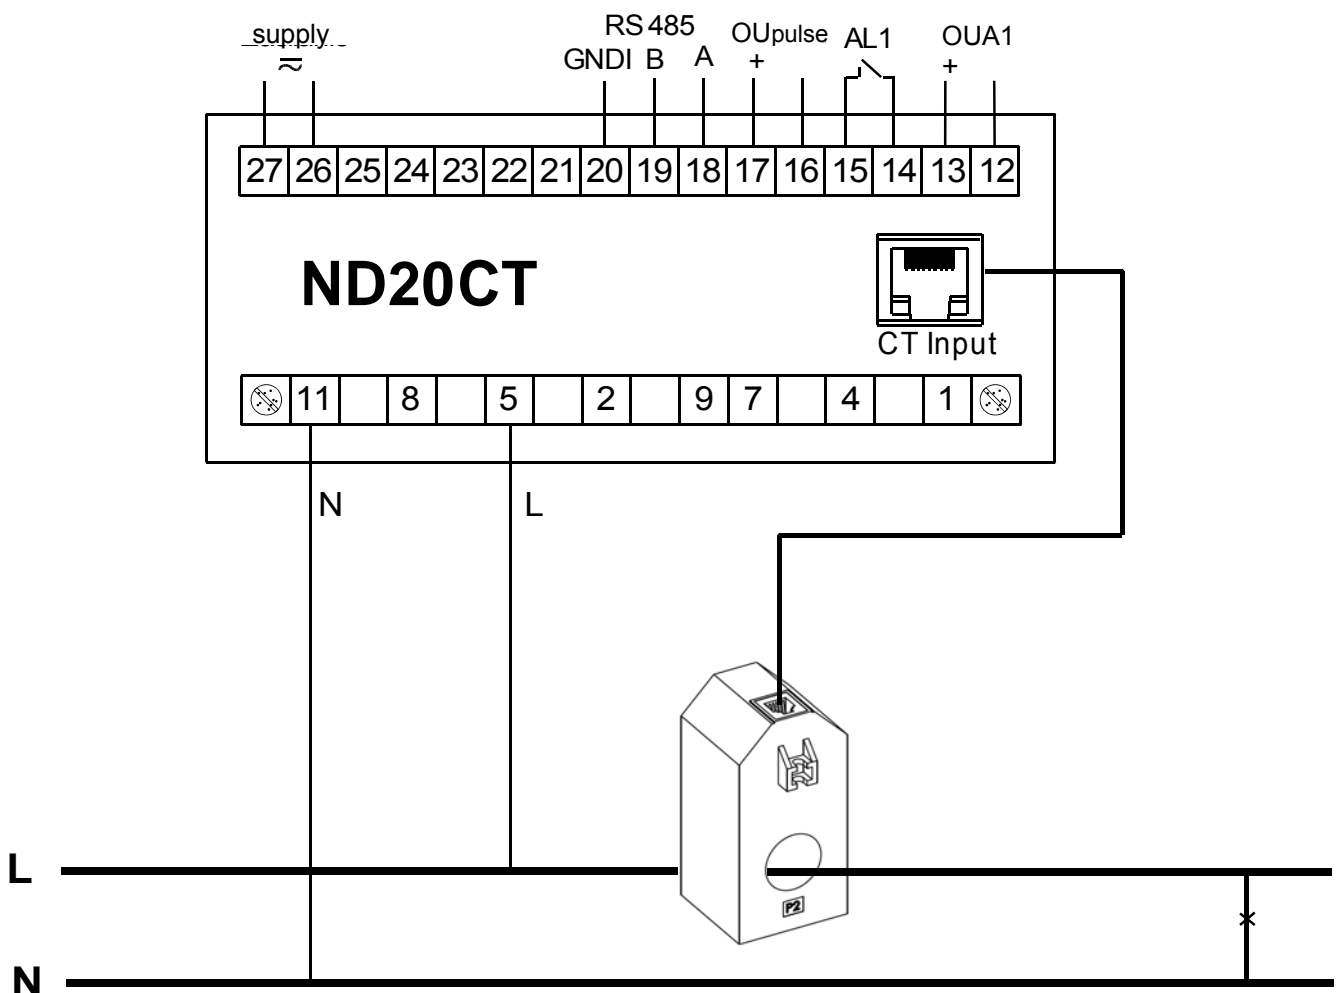 supply
RS 485
OUpulse
AL1
OUA1
GNDI B A + +
27 26 25 24 23 22 21 20 19 18 17 16 15 14 13 12
ND20CT
CT Input
11 8 5 2 9 7 4 1
N L
P2
L
N